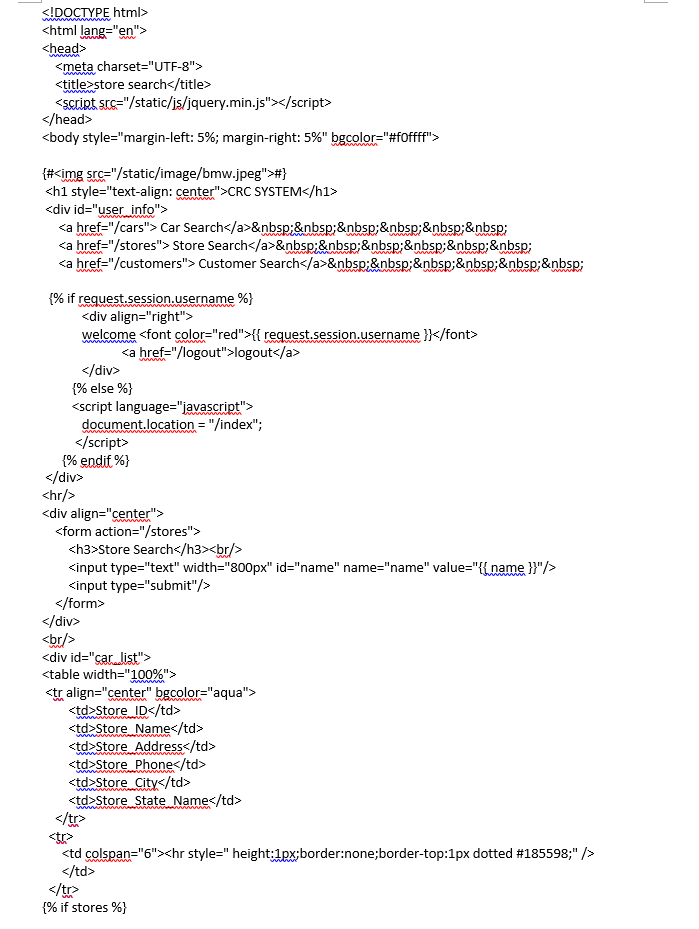 <!DOCTYPE html>
<html lang="en">
<head>
<meta charset="UTF-8">
<title>store search</title>
<script src="/static/js/jquery.min.js"></script>
</head>
<body style="margin-left: 5%; margin-right: 5%" bgcolor="#f0ffff">
{#<img src="/static/image/bmw.jpeg">#}
<h1 style="text-align: center">CRC SYSTEM</h1>
<div id="user_info">
<a href="/cars"> Car Search</a>&nbsp;&nbsp;&nbsp;&nbsp;&nbsp;&nbsp;
<a href="/stores"> Store Search</a>&nbsp;&nbsp;&nbsp;&nbsp;&nbsp;&nbsp;
<a href="/customers"> Customer Search</a>&nbsp;&nbsp;&nbsp;&nbsp;&nbsp;&nbsp;
{% if request.session.username %}
<div align="right">
welcome <font color="red">{{ request.session.username }}</font>
<a href="/logout">logout</a>
</div>
{% else %}
<script language="javascript">
document.location = "/index";
</script>
{% endif %}
</div>
<hr/>
<div align="center">
<form action="/stores">
<h3>Store Search</h3><br/>
<input type="text" width="800px" id="name" name="name" value="{{ name }}"/>
<input type="submit"/>
</form>
</div>
<br/>
<div id="car_list">
<table width="100%">
<tr align="center" bgcolor="aqua">
<td>Store_ID</td>
<td>Store_Name</td>
<td>Store_Address</td>
<td>Store_Phone</td>
<td>Store_City</td>
<td>Store_State_Name</td>
</tr>
<tr>
<td colspan="6"><hr style=" height:1px;border:none;border-top:1px dotted #185598;" />
</td>
</tr>
{% if stores %}